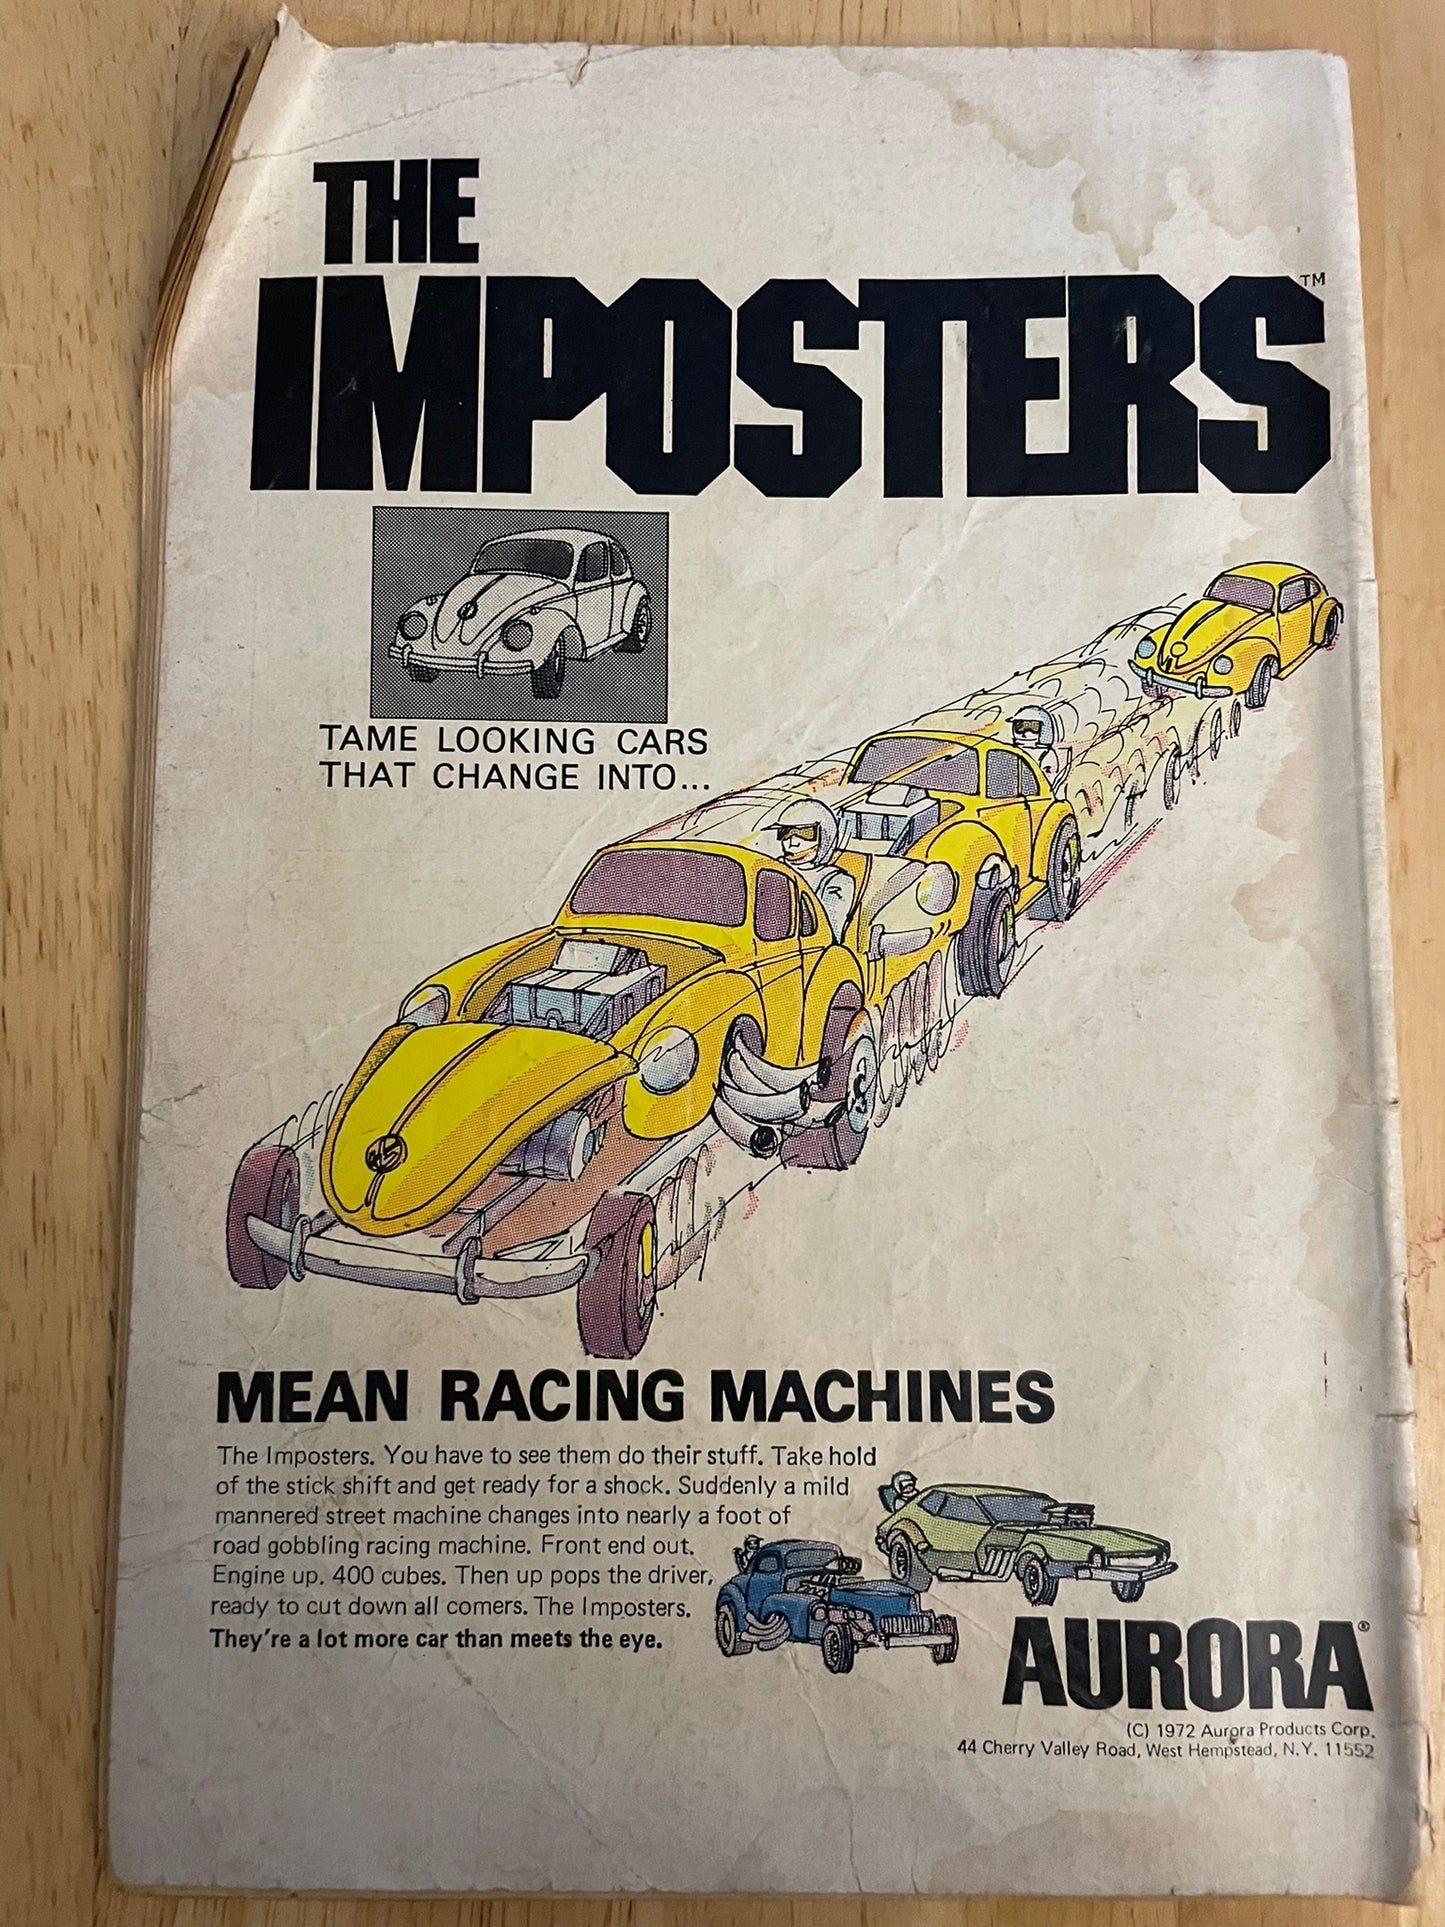 THE
IMPOSTERS™
TAME LOOKING CARS
THAT CHANGE INTO...
MEAN RACING MACHINES
The Imposters. You have to see them do their stuff. Take hold
of the stick shift and get ready for a shock. Suddenly a mild
mannered street machine changes into nearly a foot of
road gobbling racing machine. Front end out.
Engine up. 400 cubes. Then up pops the driver,
ready to cut down all comers. The Imposters.
They're a lot more car than meets the eye.
AURORA®
(C) 1972 Aurora Products Corp.
44 Cherry Valley Road, West Hempstead, N.Y. 11552